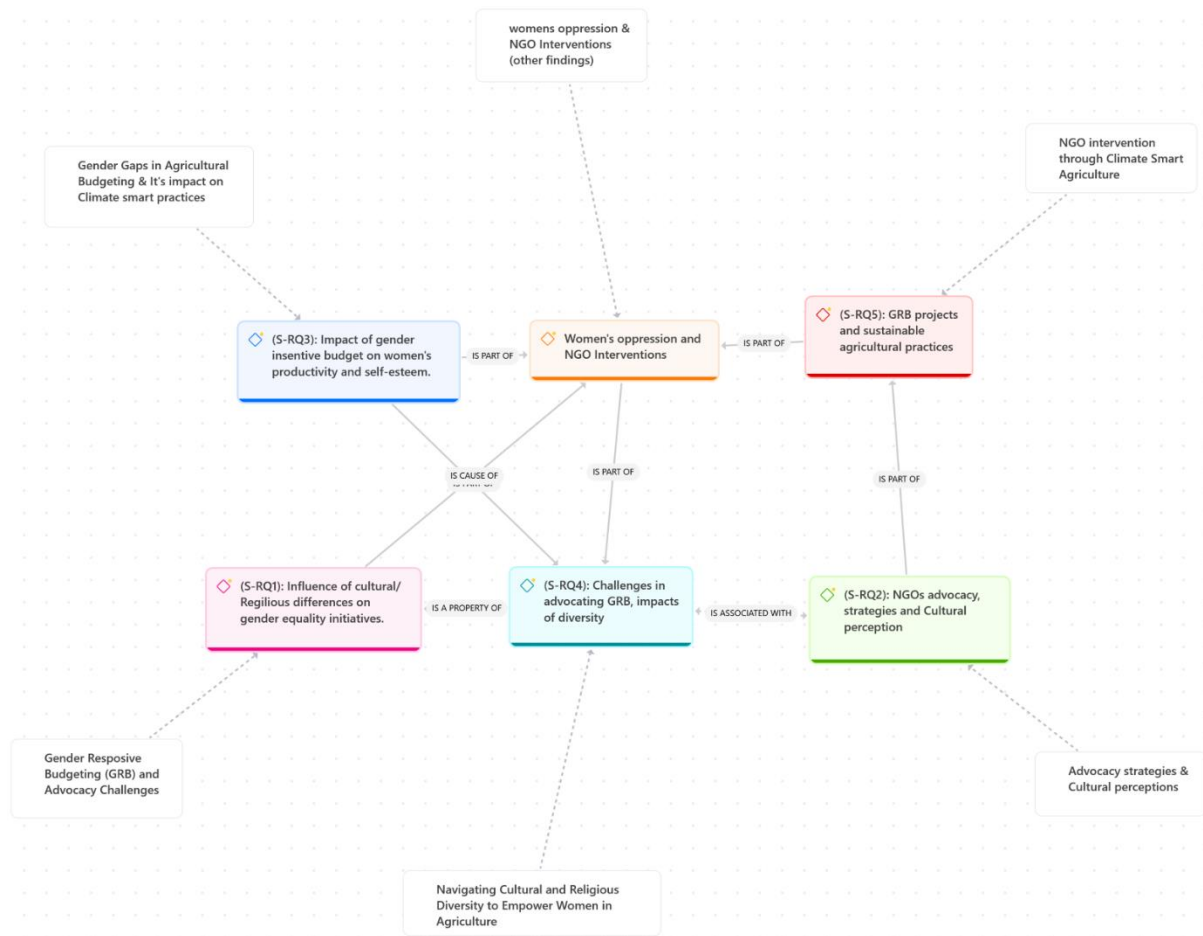 womens oppression &
NGO Interventions
(other findings)
Gender Gaps in Agricultural
Budgeting & It's impact on
Climate smart practices
NGO intervention
through Climate Smart
Agriculture
(S-RQ3): Impact of gender
insentive budget on women's
productivity and self-esteem.
IS PART OF
Women's oppression and
NGO Interventions
IS PART OF
(S-RQ5): GRB projects
and sustainable
agricultural practices
IS CAUSE OF
IS PART OF
IS PART OF
IS PART OF
(S-RQ1): Influence of cultural/
Regilious differences on
gender equality initiatives.
IS A PROPERTY OF
(S-RQ4): Challenges in
advocating GRB, impacts
of diversity
IS ASSOCIATED WITH
(S-RQ2): NGOs advocacy,
strategies and Cultural
perception
Gender Resposive
Budgeting (GRB) and
Advocacy Challenges
Advocacy strategies &
Cultural perceptions
Navigating Cultural and Religious
Diversity to Empower Women in
Agriculture